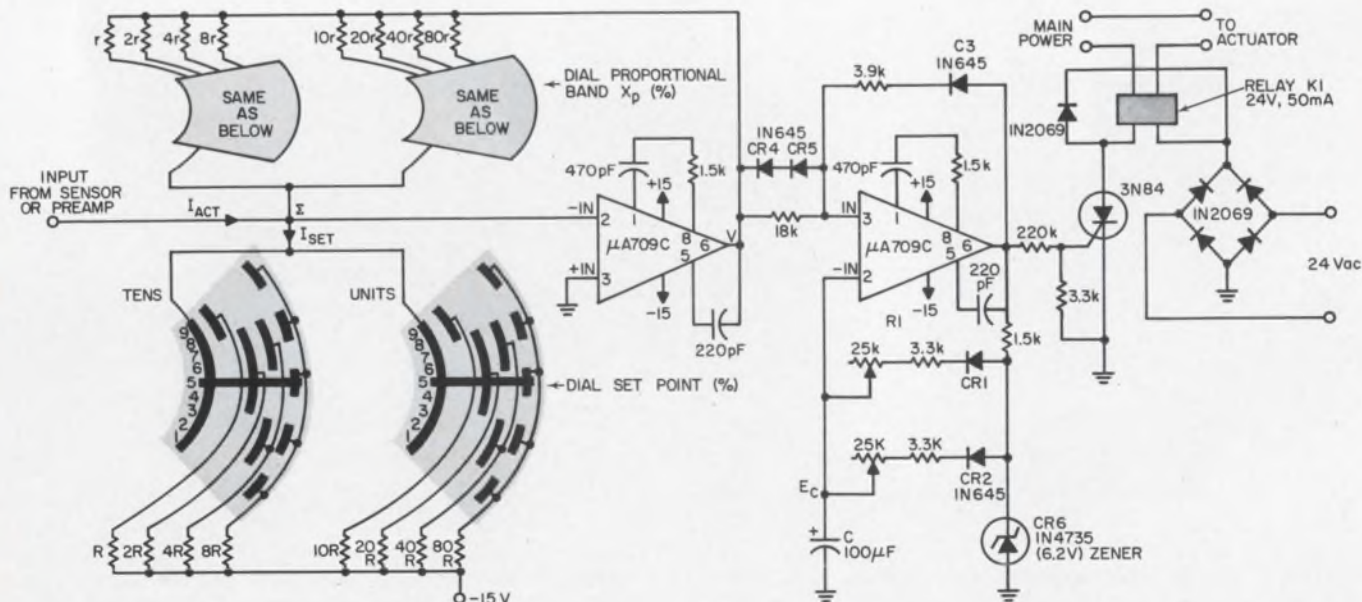 r
2r
4r
8r
10r
20r
40r
80r
SAME
AS
BELOW
SAME
AS
BELOW
DIAL PROPORTIONAL
BAND Xp (%)
INPUT
FROM SENSOR
OR PREAMP
IACT
Σ
ISET
TENS
UNITS
9
8
7
6
5
4
3
2
1
9
8
7
6
5
4
3
2
1
DIAL SET POINT (%)
R
2R
4R
8R
10R
20
R
40
R
80
R
-15 V
470pF
+15
1.5k
-IN
2
1
8
6
μA709C
5
+IN
3
-15
220pF
V
IN645
CR4 CR5
18k
3.9k
C3
IN645
470pF
+15
1.5k
IN
3
1
8
6
μA709C
5
-IN
2
-15
220
pF
R1
1.5k
25k
3.3k
CR1
25K
3.3K
CR2
IN645
EC
+
C
100μF
CR6
IN4735
(6.2V) ZENER
220k
3.3k
MAIN
POWER
TO
ACTUATOR
RELAY K1
24V, 50mA
IN2069
3N84
IN2069
24 Vac